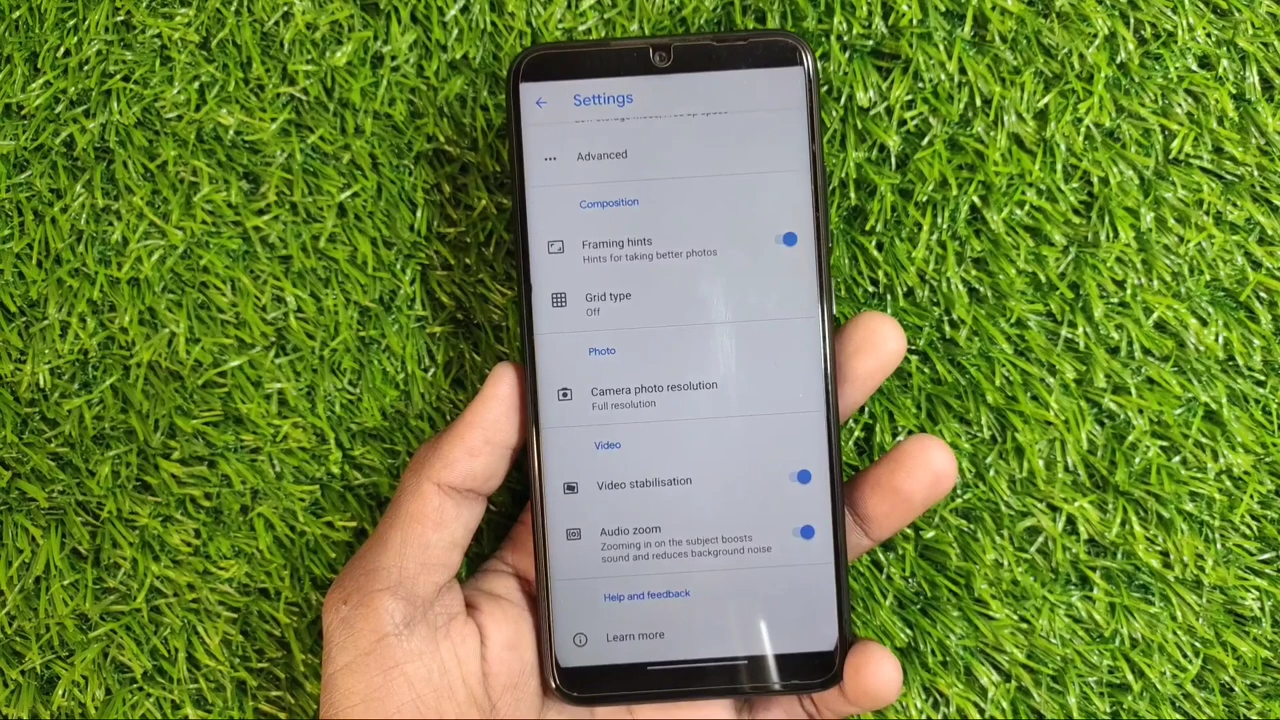 Settings
Advanced
Composition
Framing hints
Hints for taking better photos
Grid type
Off
Photo
Camera photo resolution
Full resolution
Video
Video stabilisation
Audio zoom
Zooming in on the subject boosts
sound and reduces background noise
Help and feedback
Learn more